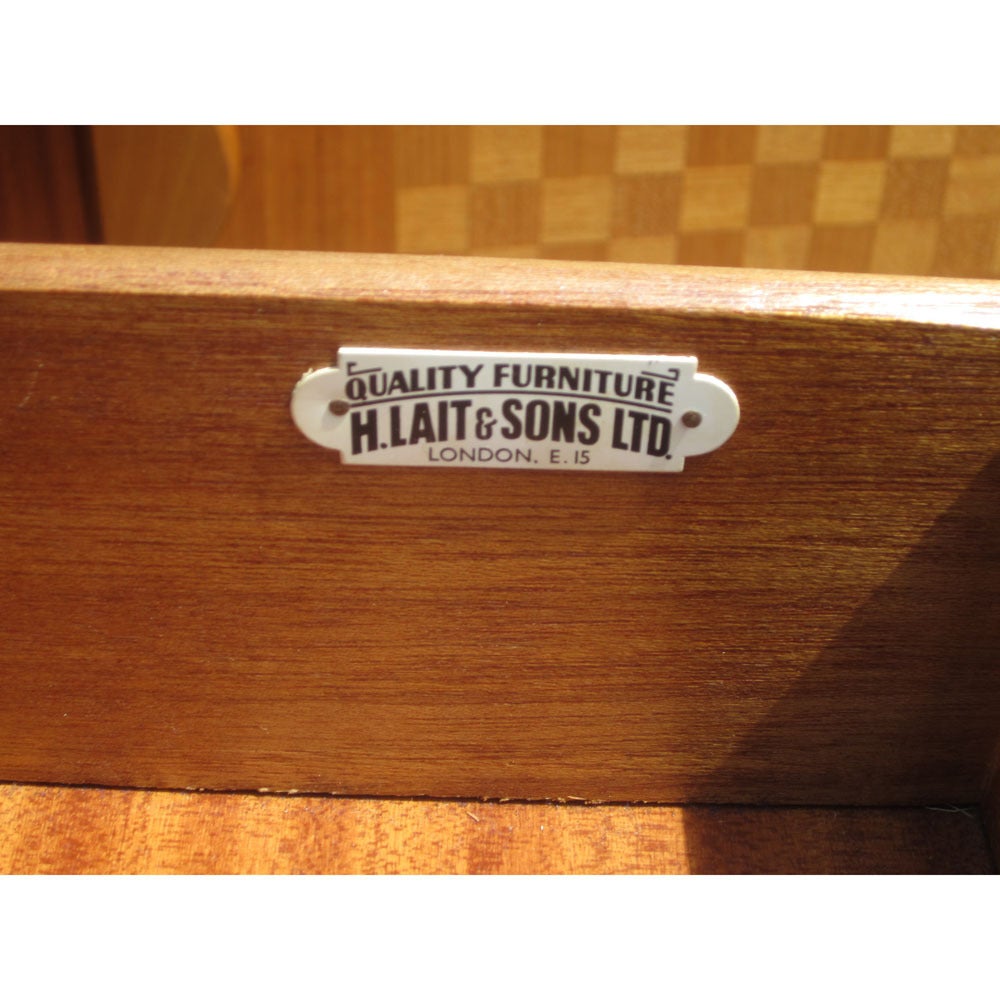 QUALITY FURNITURE
H. LAIT & SONS LTD.
LONDON. E. 15